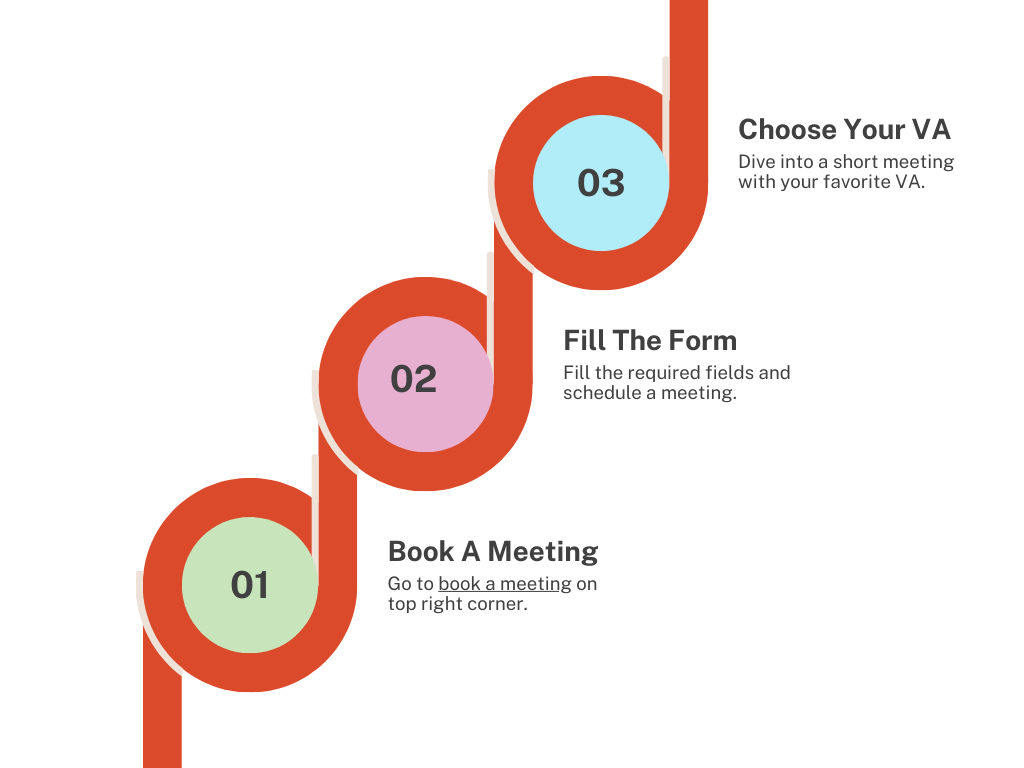 03
Choose Your VA
Dive into a short meeting
with your favorite VA.
02
Fill The Form
Fill the required fields and
schedule a meeting.
01
Book A Meeting
Go to book a meeting on
top right corner.